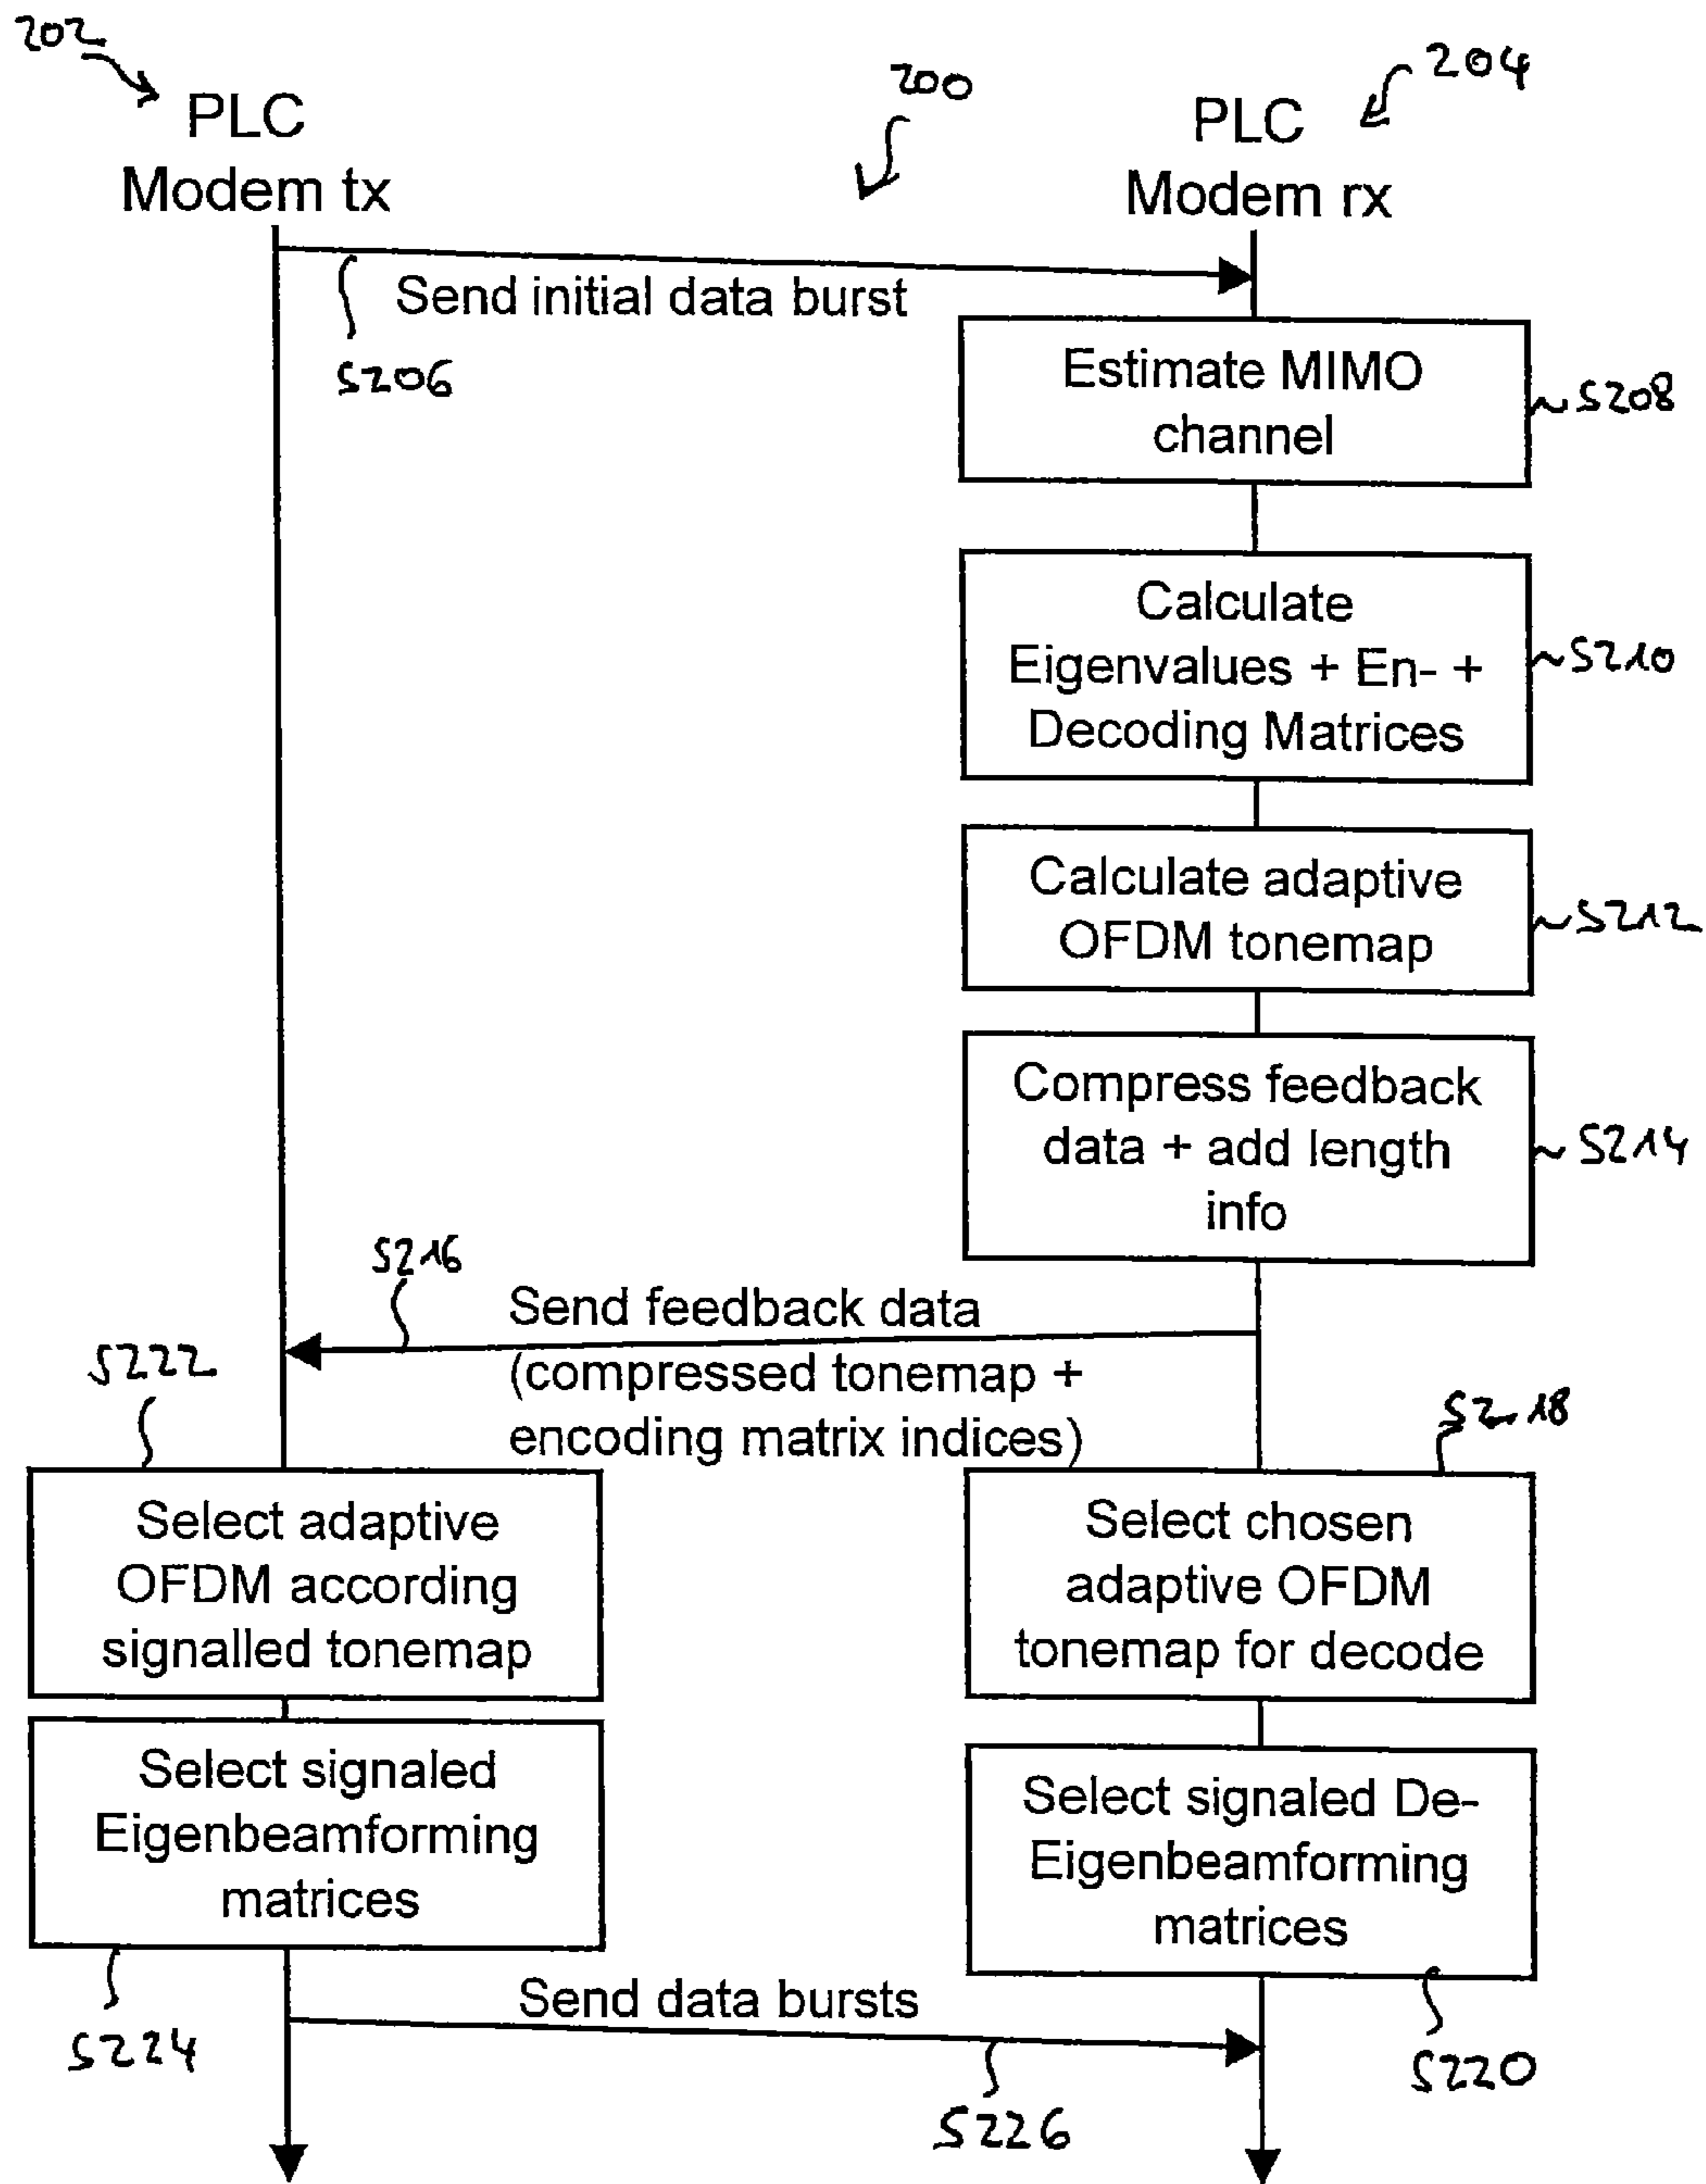 202
200
204
PLC
Modem tx
PLC
Modem rx
Send initial data burst
S206
Estimate MIMO
channel
S208
Calculate
Eigenvalues + En- +
Decoding Matrices
S210
Calculate adaptive
OFDM tonemap
S212
Compress feedback
data + add length
info
S214
S216
Send feedback data
(compressed tonemap +
encoding matrix indices)
S222
Select adaptive
OFDM according
signalled tonemap
S218
Select chosen
adaptive OFDM
tonemap for decode
Select signaled
Eigenbeamforming
matrices
S224
Select signaled De-
Eigenbeamforming
matrices
S220
Send data bursts
S226